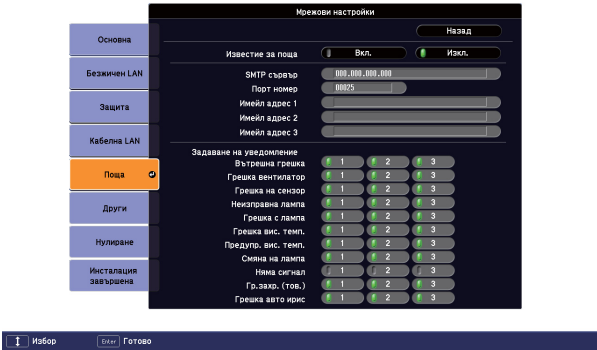 Мрежови настройки
Назад
Основна
Безжичен LAN
Защита
Кабелна LAN
Поща
Други
Нулиране
Инсталация
завършена
Известие за поща Вкл. Изкл.
SMTP сървър 000.000.000.000
Порт номер 00025
Имейл адрес 1
Имейл адрес 2
Имейл адрес 3
Задаване на уведомление
Вътрешна грешка 1 2 3
Грешка вентилатор 1 2 3
Грешка на сензор 1 2 3
Неизправна лампа 1 2 3
Грешка с лампа 1 2 3
Грешка вис. темп. 1 2 3
Предупр. вис. темп. 1 2 3
Смяна на лампа 1 2 3
Няма сигнал 1 2 3
Гр.захр. (тов.) 1 2 3
Грешка авто ирис 1 2 3
Избор Enter Готово